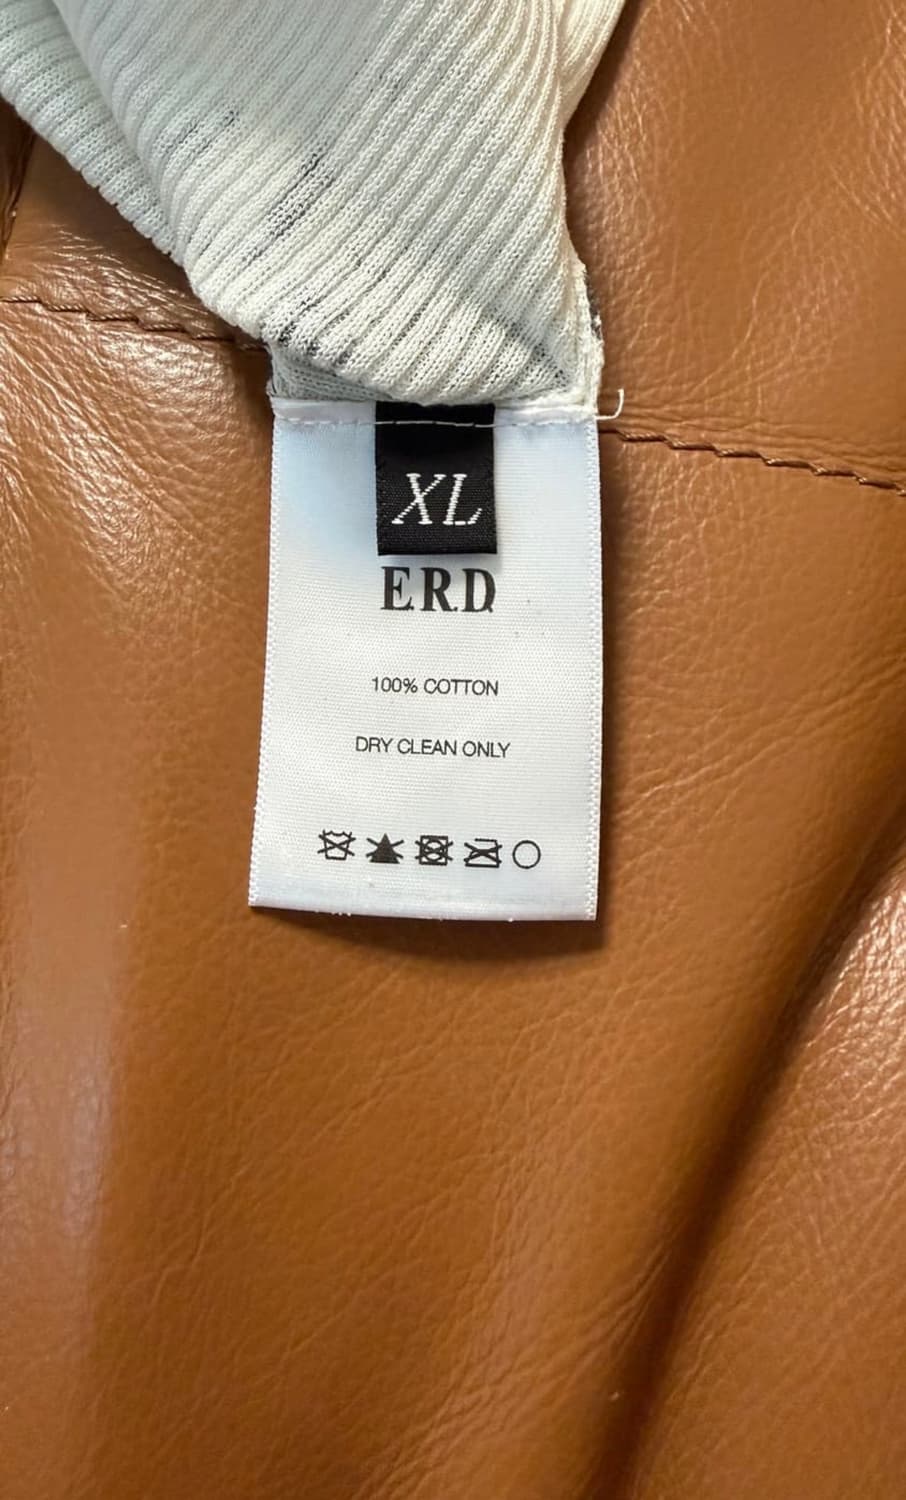 XL
E.R.D
100% COTTON
DRY CLEAN ONLY